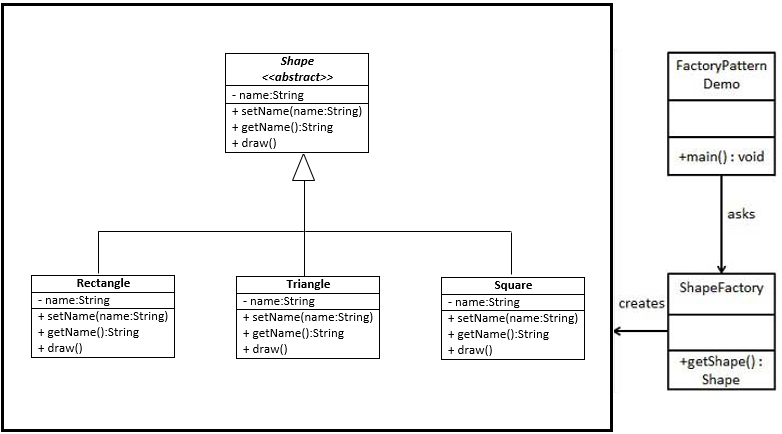 Shape
<<abstract>>
- name:String
+ setName(name:String)
+ getName():String
+ draw()
Rectangle
- name:String
+ setName(name:String)
+ getName():String
+ draw()
Triangle
- name:String
+ setName(name:String)
+ getName():String
+ draw()
Square
- name:String
+ setName(name:String)
+ getName():String
+ draw()
FactoryPattern
Demo
+main() : void
asks
ShapeFactory
+getShape() :
Shape
creates